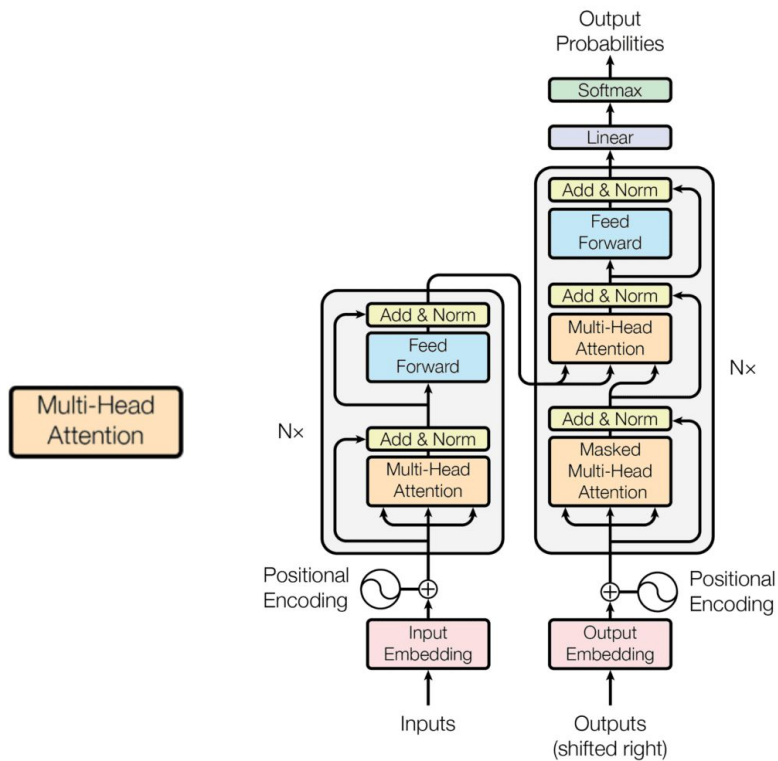 Output
Probabilities
Softmax
Linear
Add & Norm
Feed
Forward
Add & Norm
Multi-Head
Attention
Nx
Add & Norm
Masked
Multi-Head
Attention
Add & Norm
Feed
Forward
Nx
Add & Norm
Multi-Head
Attention
Multi-Head
Attention
Positional
Encoding
Positional
Encoding
Input
Embedding
Output
Embedding
Inputs
Outputs
(shifted right)